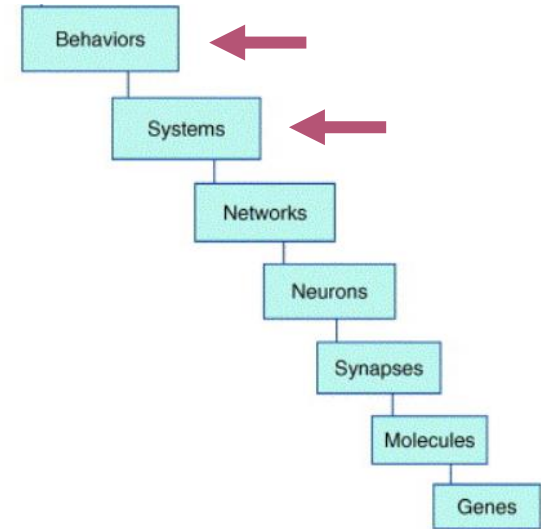 Behaviors
Systems
Networks
Neurons
Synapses
Molecules
Genes